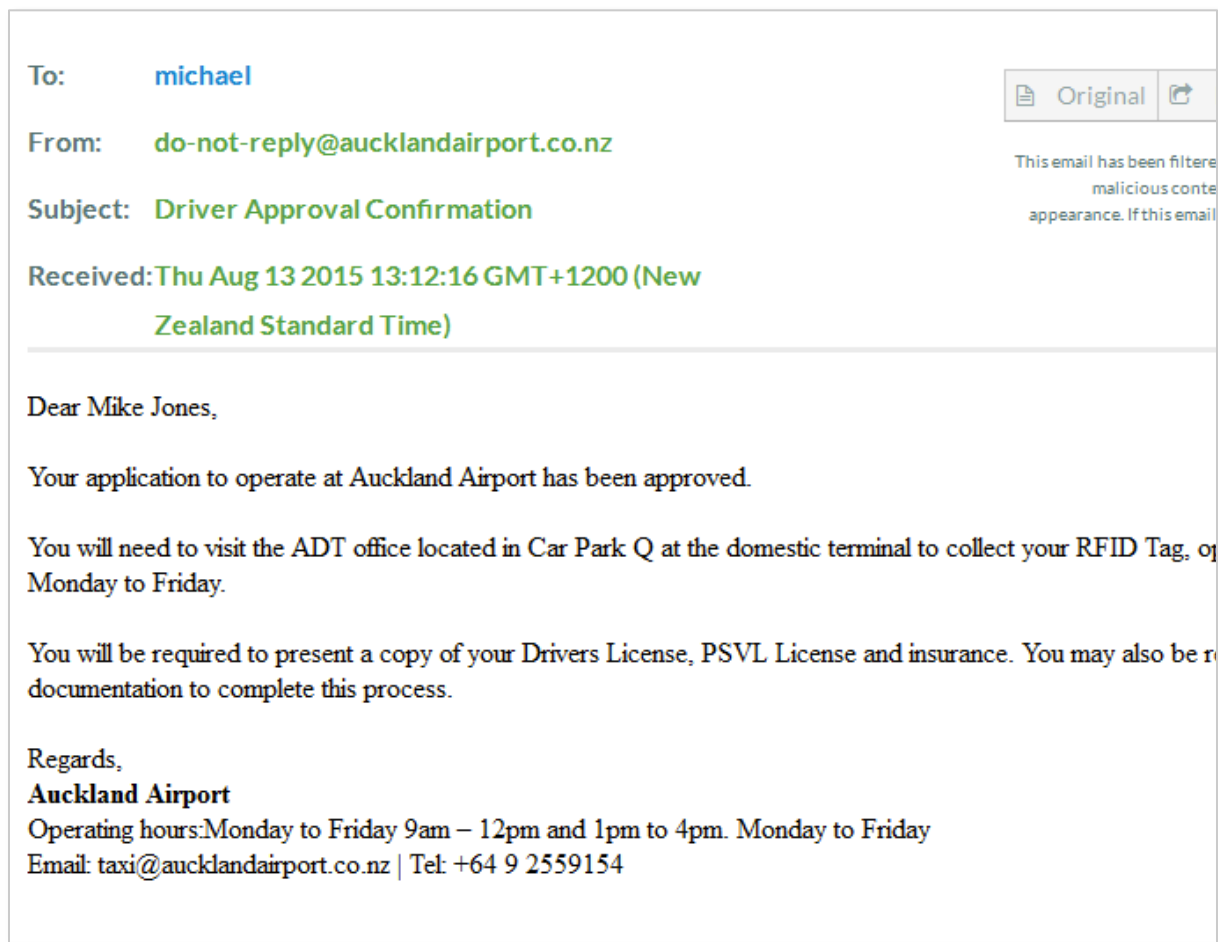 To: michael
Original
From: do-not-reply@aucklandairport.co.nz
This email has been
malicious
Subject: Driver Approval Confirmation
appearance. If this email
Received:Thu Aug 13 2015 13:12:16 GMT+1200 (New
Zealand Standard Time)
Dear Mike Jones,
Your application to operate at Auckland Airport has been approved.
You will need to visit the ADT office located in Car Park Q at the domestic terminal to collect your RFID Tag,
Monday to Friday.
You will be required to present a copy of your Drivers License, PSVL License and insurance. You may also be
documentation to complete this process.
Regards,
Auckland Airport
Operating hours:Monday to Friday 9am – 12pm and 1pm to 4pm. Monday to Friday
Email: taxi@aucklandairport.co.nz | Tel: +64 9 2559154